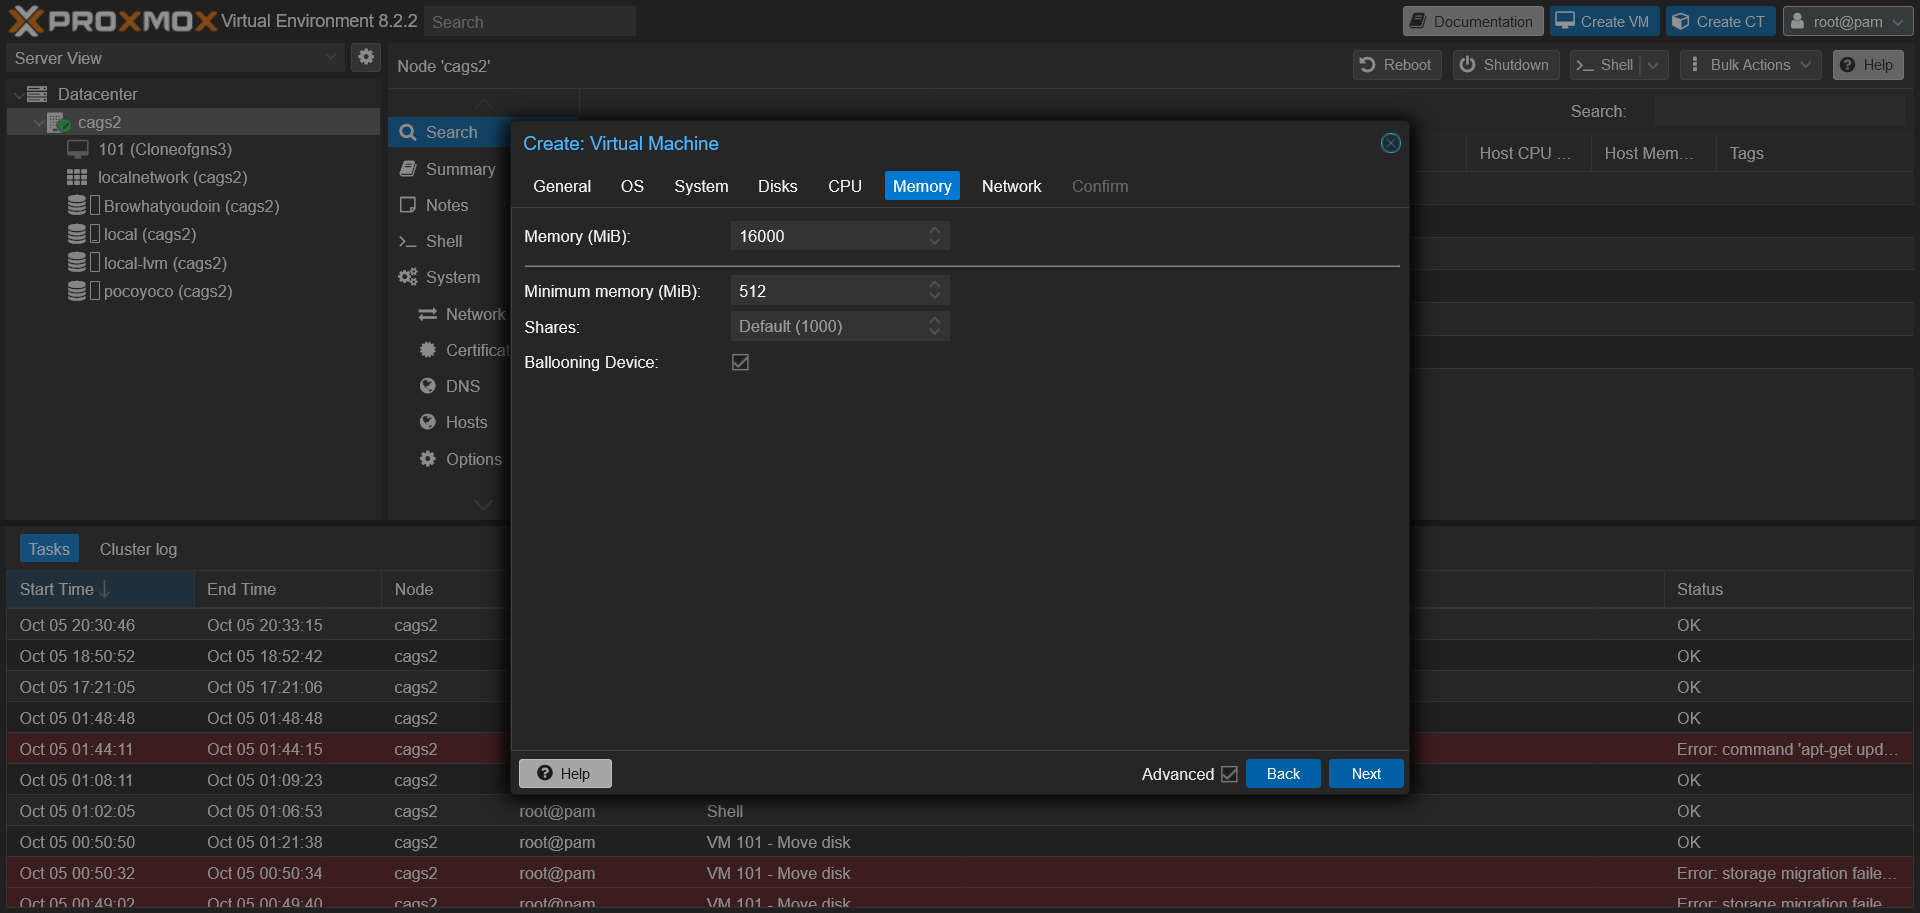 PROXMOX Virtual Environment 8.2.2 Search
Documentation Create VM Create CT root@pam
Server View
Node 'cags2'
Reboot Shutdown Shell Bulk Actions Help
Datacenter
cags2
101 (Cloneofgns3)
localnetwork (cags2)
Browhatyoudoin (cags2)
local (cags2)
local-lvm (cags2)
pocoyoco (cags2)
Search
Summary
Notes
Shell
System
Network
Certificat
DNS
Hosts
Options
Search:
Host CPU ... Host Mem... Tags
Create: Virtual Machine
General OS System Disks CPU Memory Network Confirm
Memory (MiB): 16000
Minimum memory (MiB): 512
Shares: Default (1000)
Ballooning Device:
Help Advanced Back Next
Tasks Cluster log
Start Time End Time Node Status
Oct 05 20:30:46 Oct 05 20:33:15 cags2 OK
Oct 05 18:50:52 Oct 05 18:52:42 cags2 OK
Oct 05 17:21:05 Oct 05 17:21:06 cags2 OK
Oct 05 01:48:48 Oct 05 01:48:48 cags2 OK
Oct 05 01:44:11 Oct 05 01:44:15 cags2 Error: command 'apt-get upd...
Oct 05 01:08:11 Oct 05 01:09:23 cags2 OK
Oct 05 01:02:05 Oct 05 01:06:53 cags2 root@pam Shell OK
Oct 05 00:50:50 Oct 05 01:21:38 cags2 root@pam VM 101 - Move disk OK
Oct 05 00:50:32 Oct 05 00:50:34 cags2 root@pam VM 101 - Move disk Error: storage migration faile...
Oct 05 00:49:02 Oct 05 00:49:40 cags2 root@pam VM 101 - Move disk Error: storage migration faile